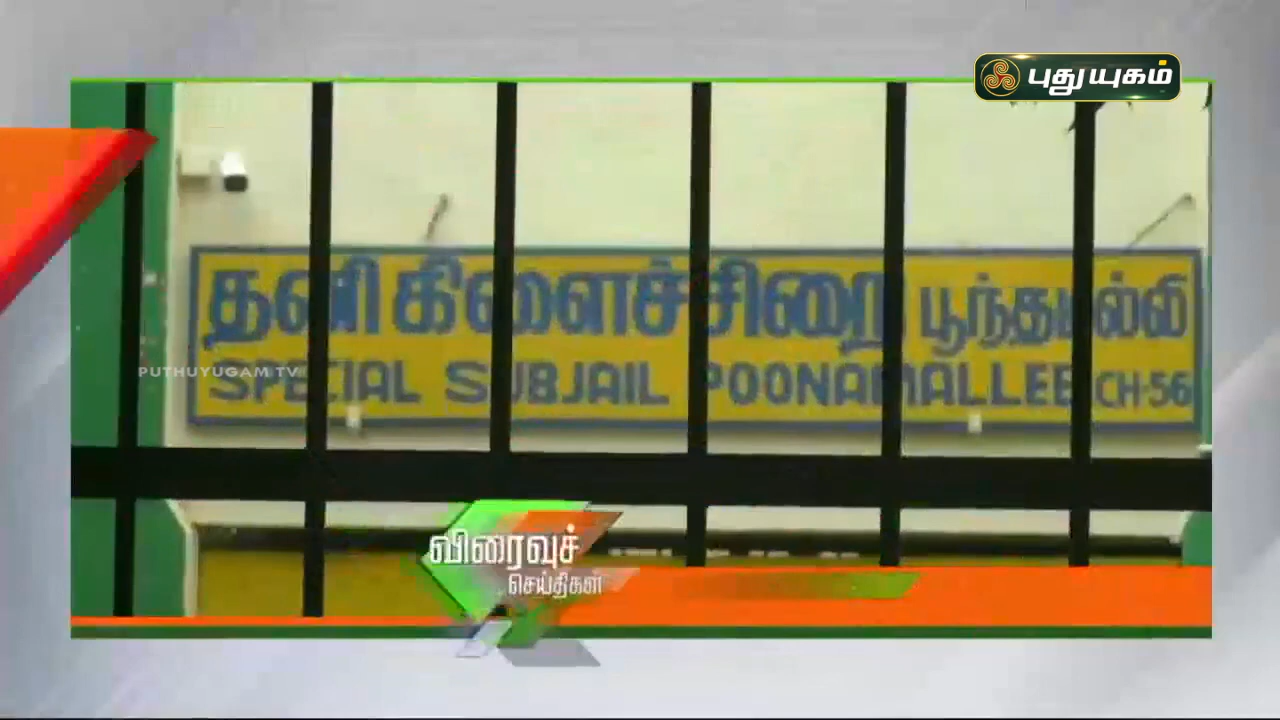 புதுயுகம்
தனி கிளைச்சிறை பூந்தமல்லி
SPECIAL SUBJAIL POONAMALLEE CH-56
PUTHUYUGAM TV
விரைவுச்
செய்திகள்